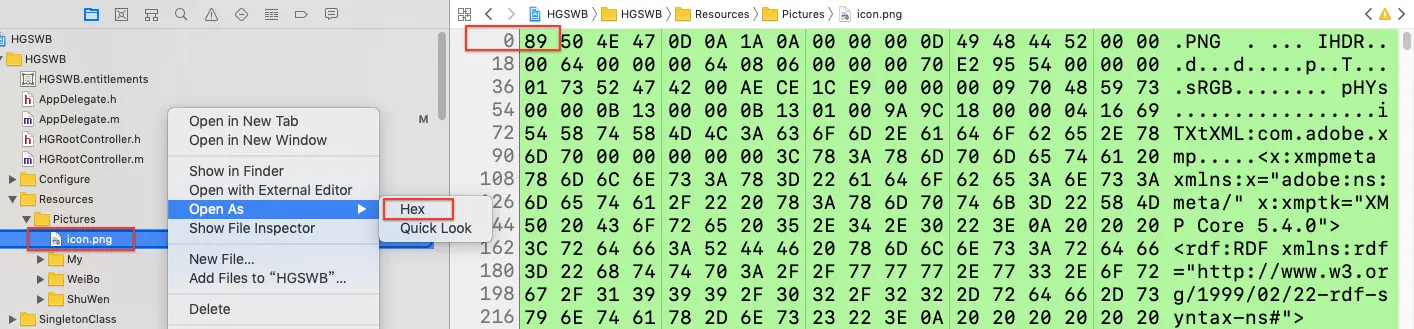 HGSWB
HGSWB
HGSWB.entitlements
AppDelegate.h
AppDelegate.m
M
HGRootController.h
HGRootController.m
Configure
Resources
Pictures
icon.png
My
WeiBo
ShuWen
SingletonClass
Open in New Tab
Open in New Window
Show in Finder
Open with External Editor
Open As
Show File Inspector
New File...
Add Files to “HGSWB”...
Delete
Hex
Quick Look
HGSWB 〉 HGSWB 〉 Resources 〉 Pictures 〉 icon.png
0 89 50 4E 47 0D 0A 1A 0A 00 00 00 0D 49 48 44 52 00 00 .PNG . ... IHDR..
18 00 64 00 00 00 64 08 06 00 00 00 70 E2 95 54 00 00 00 .d...d.....p..T...
36 01 73 52 47 42 00 AE CE 1C E9 00 00 00 09 70 48 59 73 .sRGB........ pHYs
54 00 00 0B 13 00 00 0B 13 01 00 9A 9C 18 00 00 04 16 69 .................i
72 54 58 74 58 4D 4C 3A 63 6F 6D 2E 61 64 6F 62 65 2E 78 TXtXML:com.adobe.x
90 6D 70 00 00 00 00 00 3C 78 3A 78 6D 70 6D 65 74 61 20 mp.....<x:xmpmeta
108 78 6D 6C 6E 73 3A 78 3D 22 61 64 6F 62 65 3A 6E 73 3A xmlns:x="adobe:ns:
126 6D 65 74 61 2F 22 20 78 3A 78 6D 70 74 6B 3D 22 58 4D meta/" x:xmptk="XM
144 50 20 43 6F 72 65 20 35 2E 34 2E 30 22 3E 0A 20 20 20 P Core 5.4.0">
162 3C 72 64 66 3A 52 44 46 20 78 6D 6C 6E 73 3A 72 64 66 <rdf:RDF xmlns:rdf
180 3D 22 68 74 74 70 3A 2F 2F 77 77 77 2E 77 33 2E 6F 72 ="http://www.w3.or
198 67 2F 31 39 39 39 2F 30 32 2F 32 32 2D 72 64 66 2D 73 g/1999/02/22-rdf-s
216 79 6E 74 61 78 2D 6E 73 23 22 3E 0A 20 20 20 20 20 20 yntax-ns#">